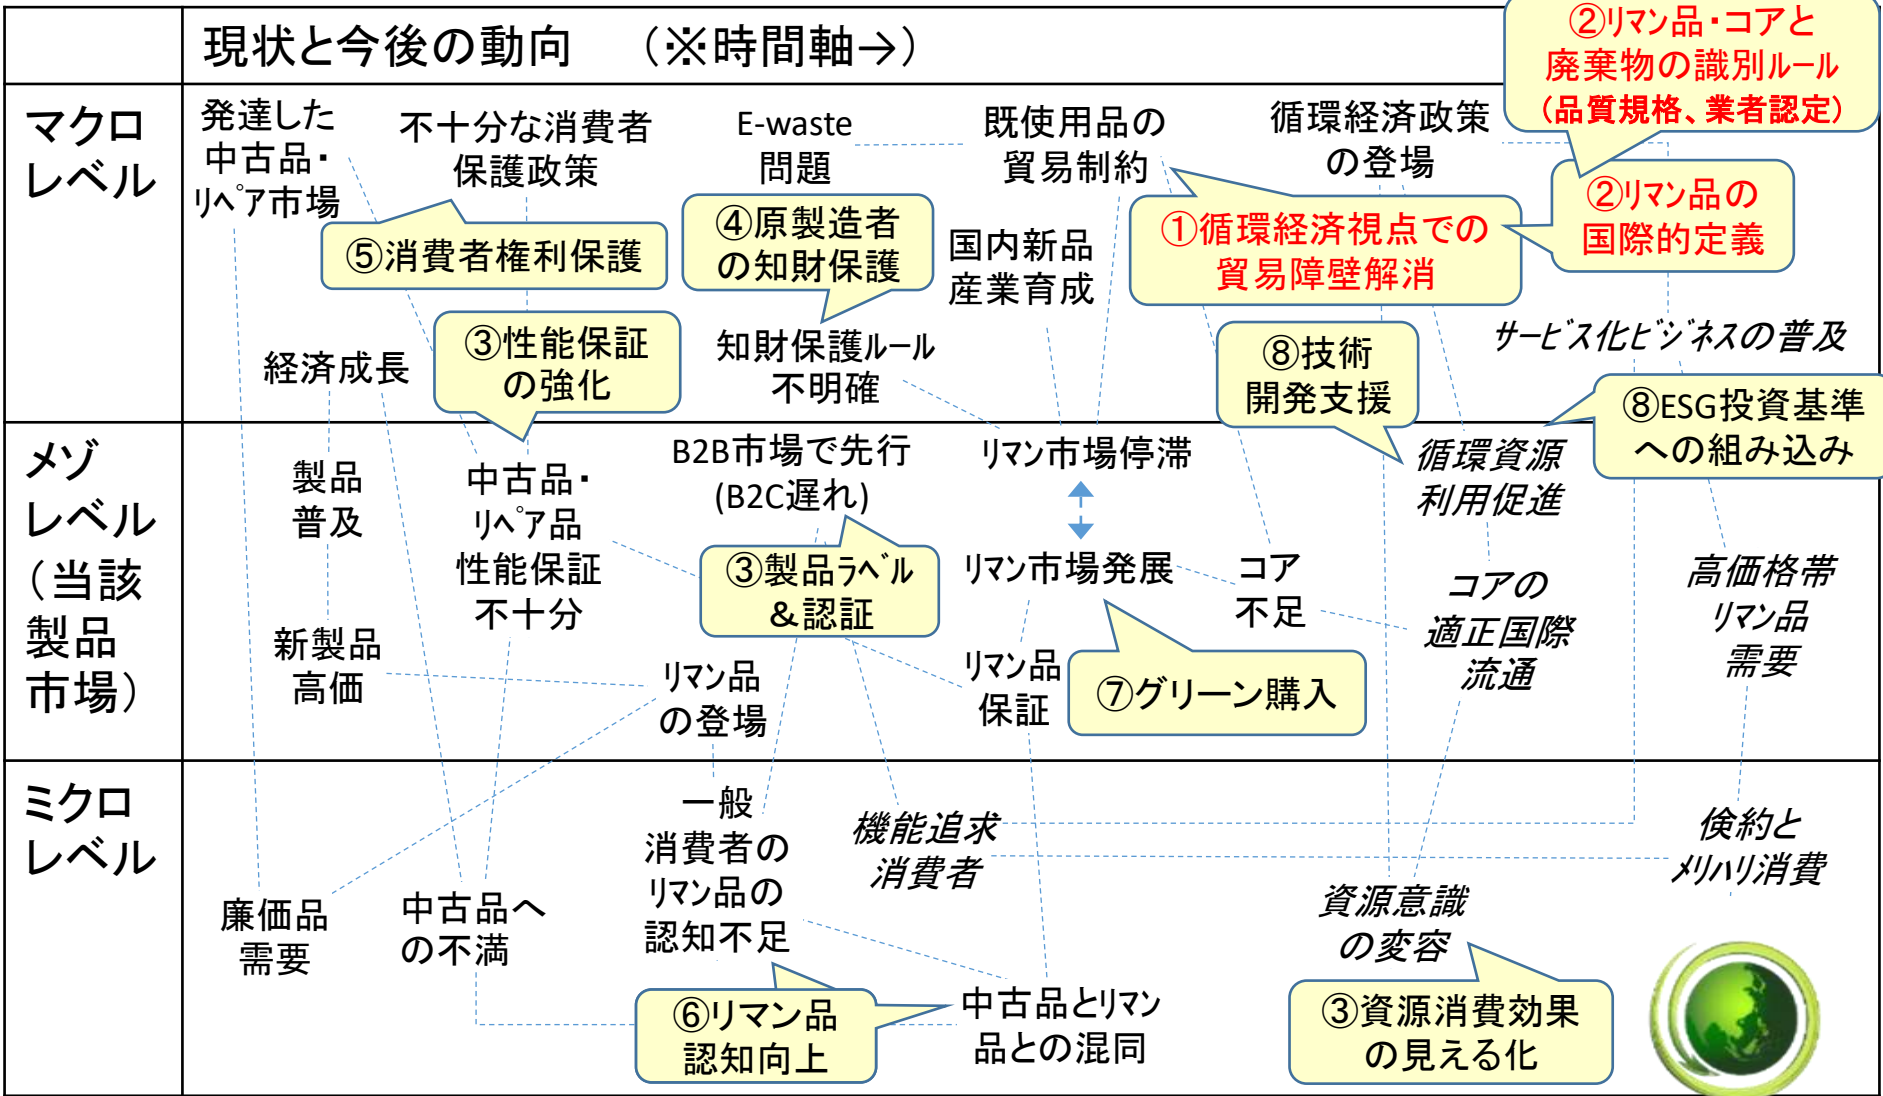 現状と今後の動向　（※時間軸→）
②リマン品・コアと
廃棄物の識別ルール
（品質規格、業者認定）
マクロ
レベル
発達した
中古品・
リペア市場
不十分な消費者
保護政策
E-waste
問題
既使用品の
貿易制約
循環経済政策
の登場
②リマン品の
国際的定義
①循環経済視点での
貿易障壁解消
④原製造者
の知財保護
⑤消費者権利保護
国内新品
産業育成
③性能保証
の強化
経済成長
知財保護ルール
不明確
⑧技術
開発支援
サービス化ビジネスの普及
⑧ESG投資基準
への組み込み
メゾ
レベル
（当該
製品
市場）
製品
普及
中古品・
リペア品
性能保証
不十分
B2B市場で先行
(B2C遅れ)
リマン市場停滞
循環資源
利用促進
③製品ラベル
＆認証
リマン市場発展
コア
不足
コアの
適正国際
流通
高価格帯
リマン品
需要
新製品
高価
リマン品
の登場
リマン品
保証
⑦グリーン購入
ミクロ
レベル
一般
消費者の
リマン品の
認知不足
機能追求
消費者
倹約と
メリハリ消費
廉価品
需要
中古品へ
の不満
資源意識
の変容
⑥リマン品
認知向上
中古品とリマン
品との混同
③資源消費効果
の見える化